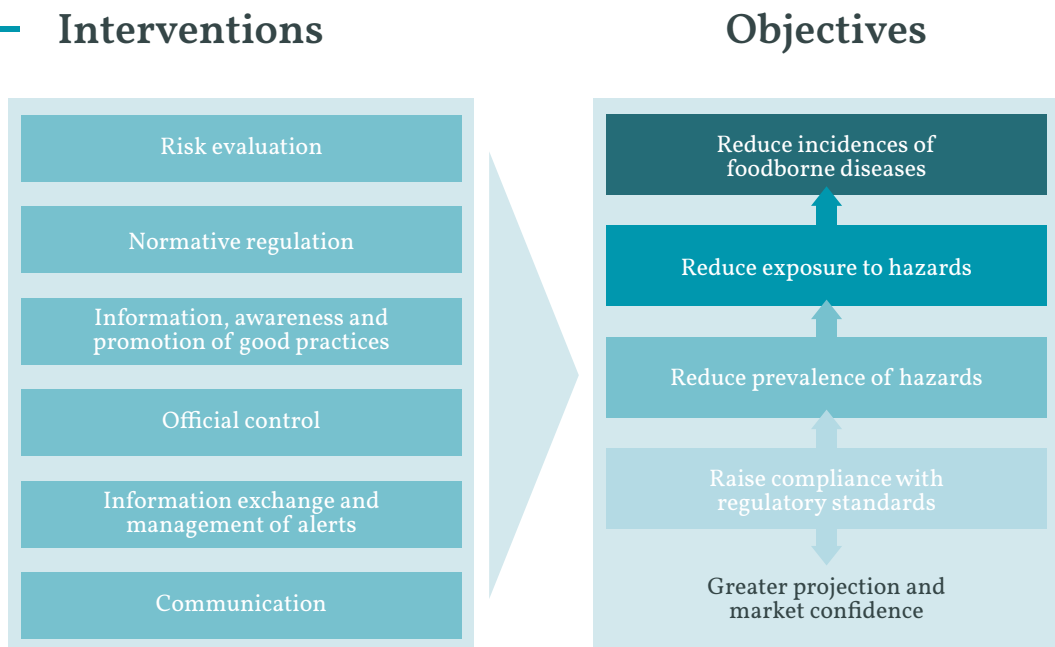 Interventions
Risk evaluation
Normative regulation
Information, awareness and
promotion of good practices
Official control
Information exchange and
management of alerts
Communication
Objectives
Reduce incidences of
foodborne diseases
Reduce exposure to hazards
Reduce prevalence of hazards
Raise compliance with
regulatory standards
Greater projection and
market confidence